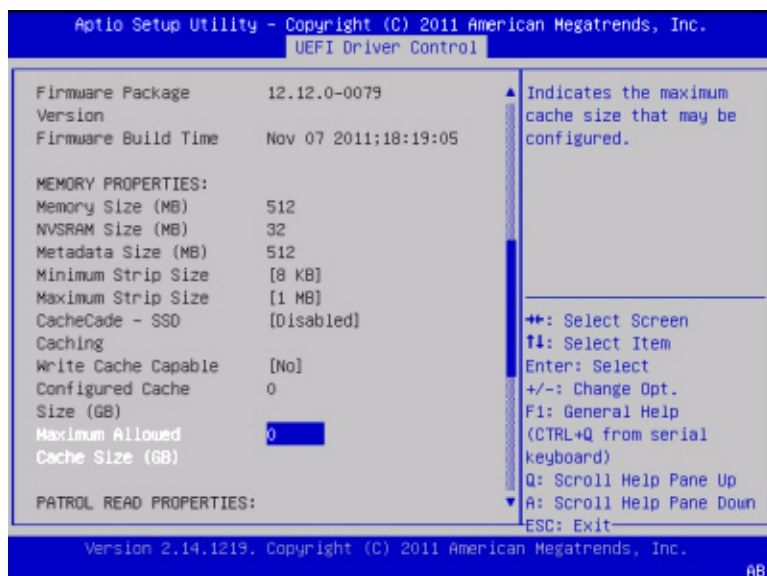 Aptio Setup Utility - Copyright (C) 2011 American Megatrends, Inc.
UEFI Driver Control
Firmware Package Version 12.12.0-0079
Firmware Build Time Nov 07 2011;18:19:05
MEMORY PROPERTIES:
Memory Size (MB) 512
NVSRAM Size (MB) 32
Metadata Size (MB) 512
Minimum Strip Size [8 KB]
Maximum Strip Size [1 MB]
CacheCade - SSD Caching [Disabled]
Write Cache Capable [No]
Configured Cache Size (GB) 0
Maximum Allowed Cache Size (GB) 0
PATROL READ PROPERTIES:
Indicates the maximum
cache size that may be
configured.
→←: Select Screen
↑↓: Select Item
Enter: Select
+/-: Change Opt.
F1: General Help
(CTRL+Q from serial
keyboard)
Q: Scroll Help Pane Up
A: Scroll Help Pane Down
ESC: Exit
Version 2.14.1219. Copyright (C) 2011 American Megatrends, Inc.
AB